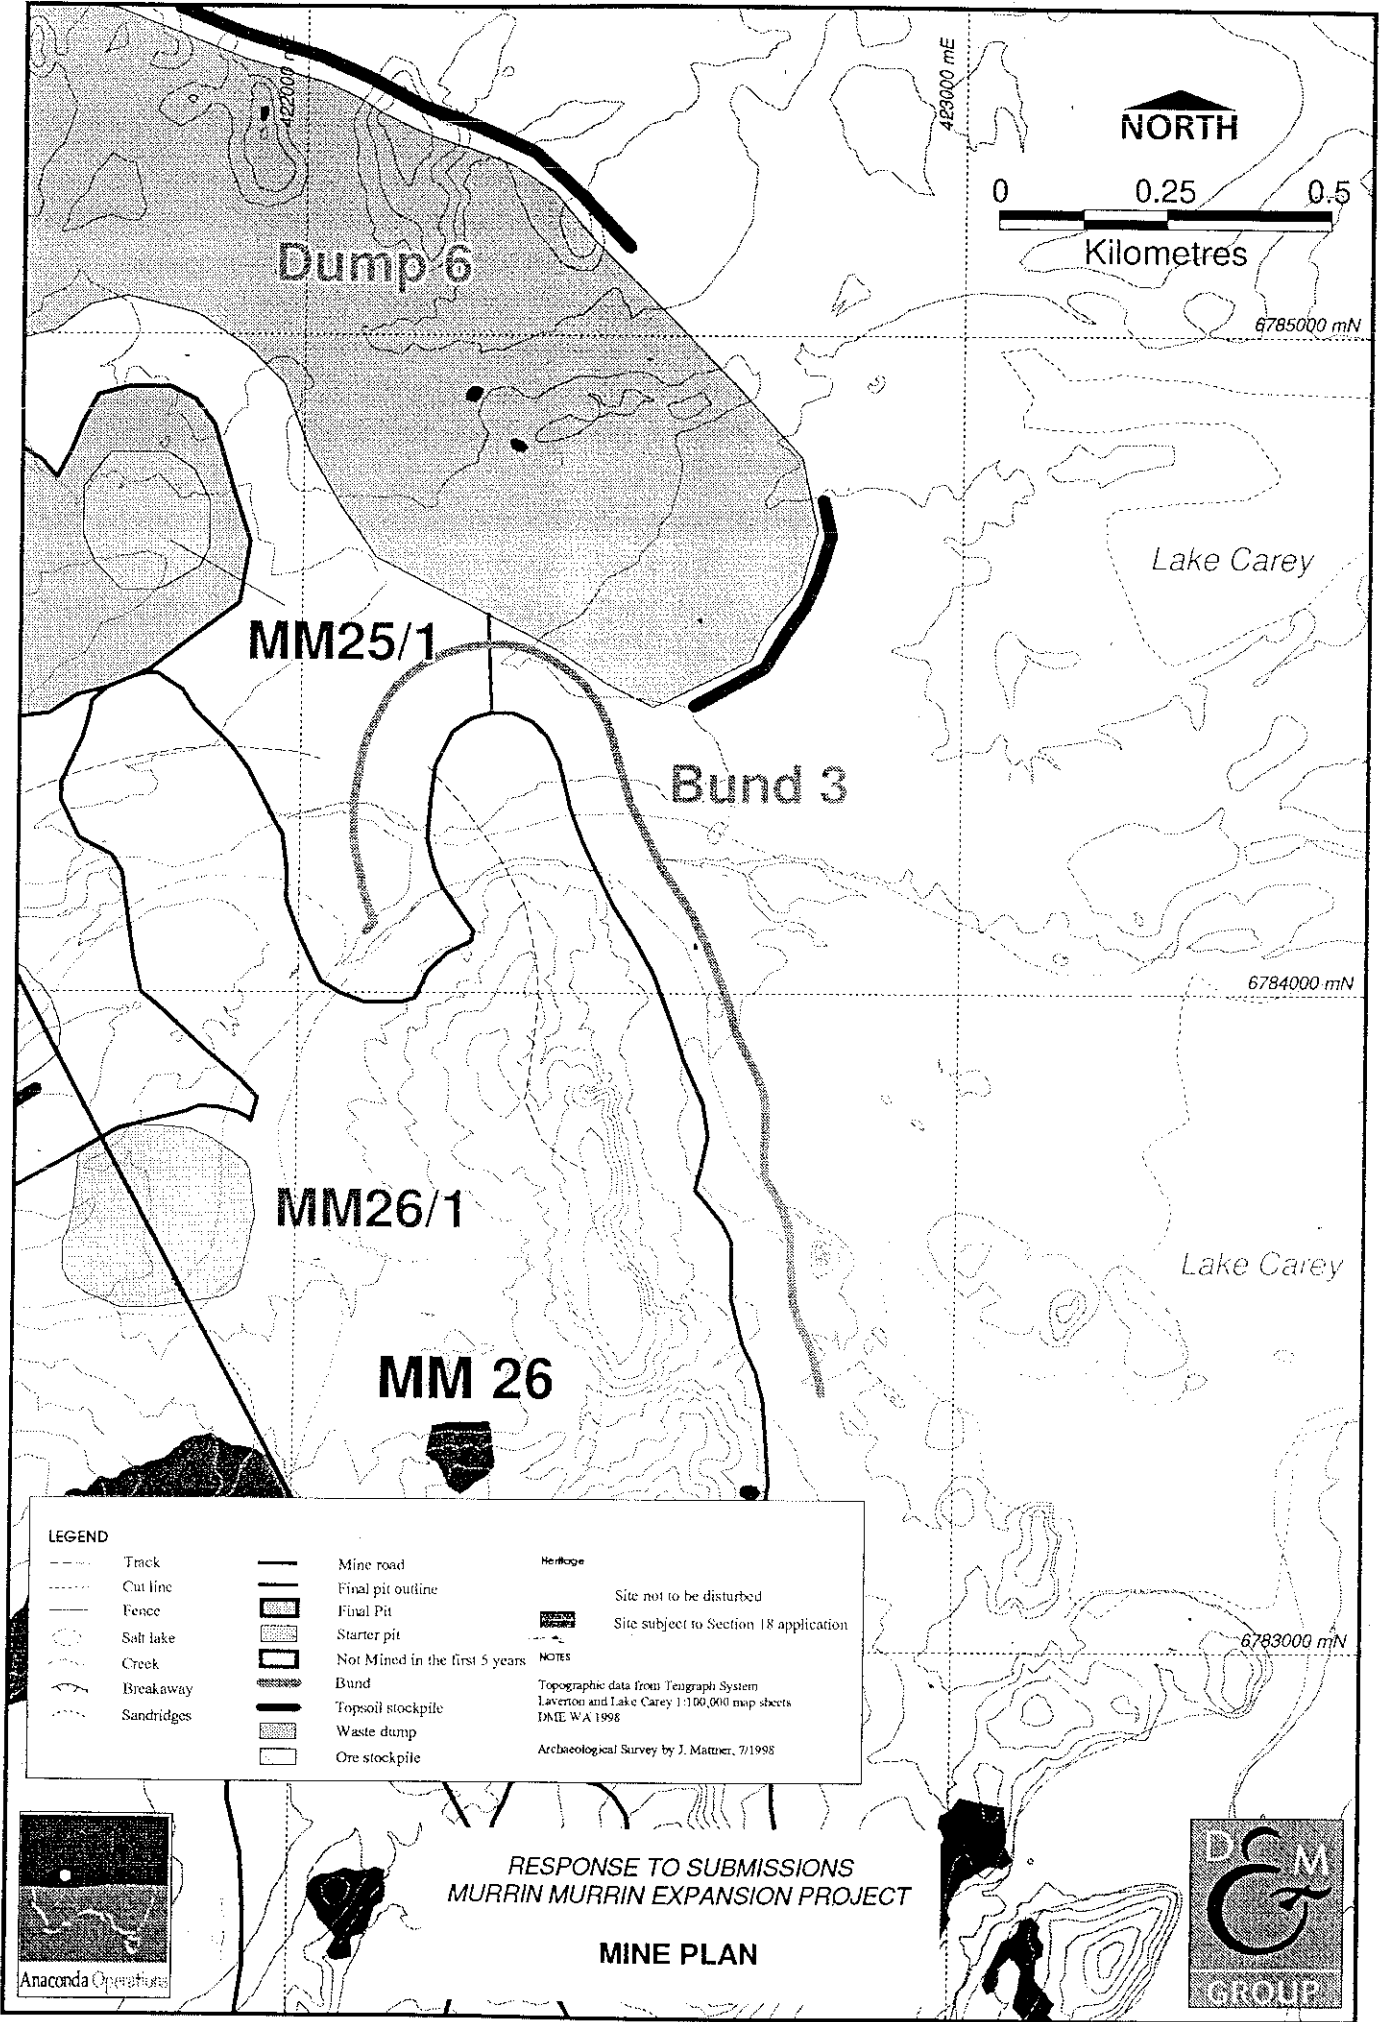 422000 mE
423000 mE
NORTH
0 0.25 0.5
Kilometres
Dump 6
6785000 mN
Lake Carey
MM25/1
Bund 3
6784000 mN
MM26/1
Lake Carey
MM 26
LEGEND
Track
Cut line
Fence
Salt lake
Creek
Breakaway
Sandridges
Mine road
Final pit outline
Final Pit
Starter pit
Not Mined in the first 5 years
Bund
Topsoil stockpile
Waste dump
Ore stockpile
Heritage
Site not to be disturbed
Site subject to Section 18 application
NOTES
Topographic data from Tengraph System
Laverton and Lake Carey 1:100,000 map sheets
DME WA 1998
Archaeological Survey by J. Mattner, 7/1998
6783000 mN
Anaconda Operations
RESPONSE TO SUBMISSIONS
MURRIN MURRIN EXPANSION PROJECT
MINE PLAN
D & M
GROUP